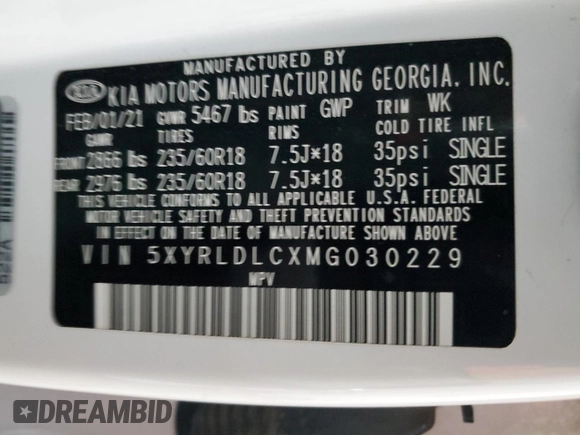 MANUFACTURED BY
KIA KIA MOTORS MANUFACTURING GEORGIA, INC.
FEB/01/21 GVWR 5467 lbs PAINT GWP TRIM WK
GAWR TIRES RIMS COLD TIRE INFL
FRONT 2866 lbs 235/60R18 7.5J×18 35psi SINGLE
REAR 2976 lbs 235/60R18 7.5J×18 35psi SINGLE
THIS VEHICLE CONFORMS TO ALL APPLICABLE U.S.A. FEDERAL
MOTOR VEHICLE SAFETY AND THEFT PREVENTION STANDARDS
IN EFFECT ON THE DATE OF MANUFACTURE SHOWN ABOVE.
VIN 5XYRLDLCXMG030229
MPV
DREAMBID